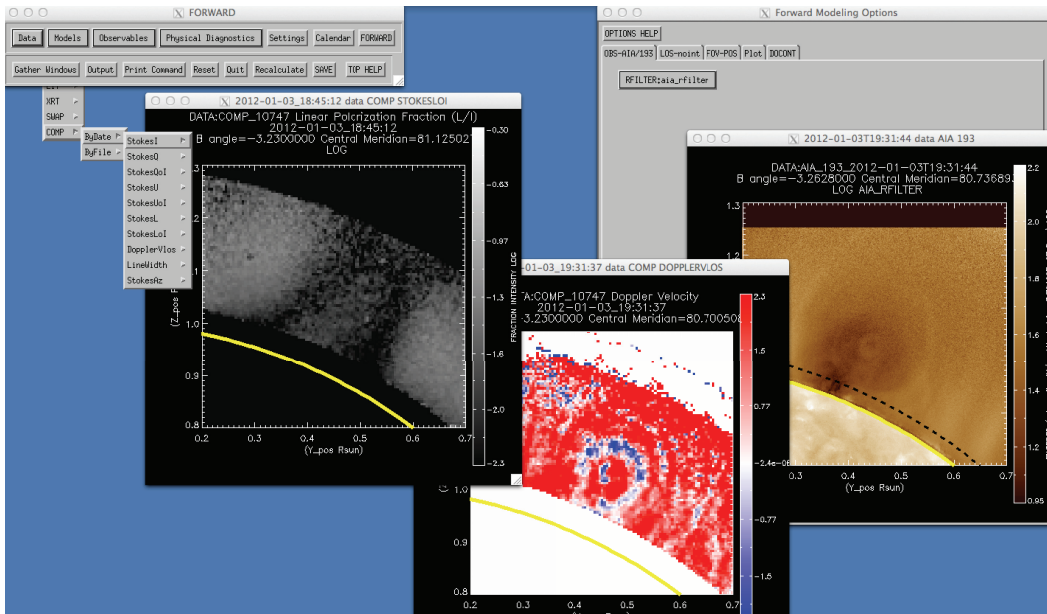 FORWARD
Data Models Observables Physical Diagnostics Settings Calendar FORWARD
Gather Windows Output Print Command Reset Quit Recalculate SAVE TOP HELP
XRT
SWAP
COMP
ByDate
ByFile
StokesI
StokesQ
StokesQoI
StokesU
StokesUoI
StokesL
StokesLoI
DopplerVlos
LineWidth
StokesAz
2012-01-03_18:45:12 data COMP STOKESLOI
DATA:COMP_10747 Linear Polarization Fraction (L/I)
2012-01-03_18:45:12
B angle=-3.2300000 Central Meridian=81.12502
LOG
1.0
0.9
0.8
0.2 0.3 0.4 0.5 0.6 0.7
(Y_pos Rsun)
-0.30
-0.63
-0.97
-1.3
-1.6
-2.0
-2.3
FRACTION INTENSITY LOG
01-03_19:31:37 data COMP DOPPLERVLOS
TA:COMP_10747 Doppler Velocity
2012-01-03_19:31:37
-3.2300000 Central Meridian=80.70050
1.0
0.9
0.8
0.2 0.3 0.4 0.5 0.6 0.7
2.3
1.5
0.77
-2.4e-0
-0.77
-1.5
Forward Modeling Options
OPTIONS HELP
OBS-AIA/193 LOS-noint FOV-POS Plot DOCONT
RFILTER:aia_rfilter
2012-01-03T19:31:44 data AIA 193
DATA:AIA_193_2012-01-03T19:31:44
B angle=-3.2628000 Central Meridian=80.73689
LOG AIA_RFILTER
1.3
1.2
0.3 0.4 0.5 0.6 0.7
(Y_pos Rsun)
2.2
2.0
1.8
1.6
1.4
1.2
0.95